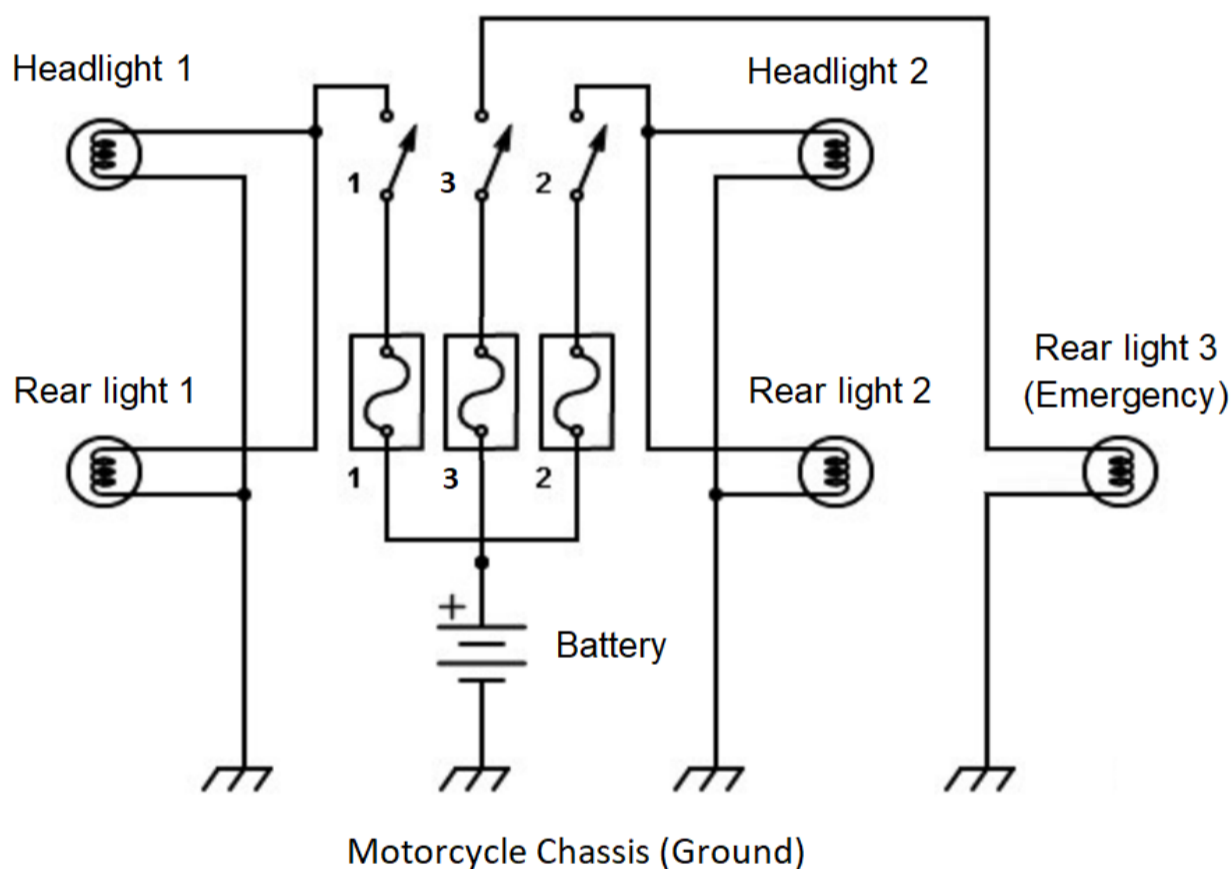 Headlight 1
Headlight 2
1
3
2
Rear light 3
(Emergency)
Rear light 1
Rear light 2
1
3
2
+
Battery
Motorcycle Chassis (Ground)